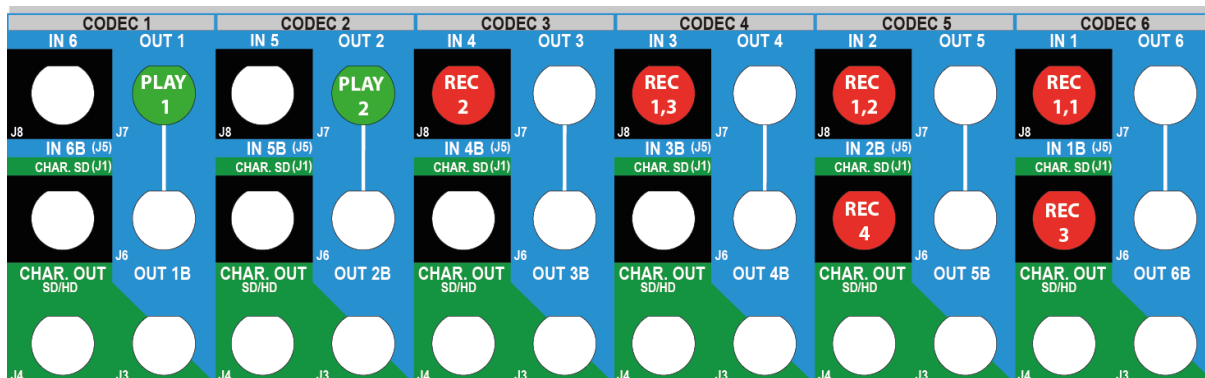 CODEC 1 CODEC 2 CODEC 3 CODEC 4 CODEC 5 CODEC 6
IN 6 OUT 1 IN 5 OUT 2 IN 4 OUT 3 IN 3 OUT 4 IN 2 OUT 5 IN 1 OUT 6
PLAY PLAY REC REC REC REC
1 2 2 1,3 1,2 1,1
J8 J7 J8 J7 J8 J7 J8 J7 J8 J7 J8 J7
IN 6B (J5) IN 5B (J5) IN 4B (J5) IN 3B (J5) IN 2B (J5) IN 1B (J5)
CHAR. SD (J1) CHAR. SD (J1) CHAR. SD (J1) CHAR. SD (J1) CHAR. SD (J1) CHAR. SD (J1)
REC REC
4 3
J6 J6 J6 J6 J6 J6
CHAR. OUT OUT 1B CHAR. OUT OUT 2B CHAR. OUT OUT 3B CHAR. OUT OUT 4B CHAR. OUT OUT 5B CHAR. OUT OUT 6B
SD/HD SD/HD SD/HD SD/HD SD/HD SD/HD
J4 J3 J4 J3 J4 J3 J4 J3 J4 J3 J4 J3